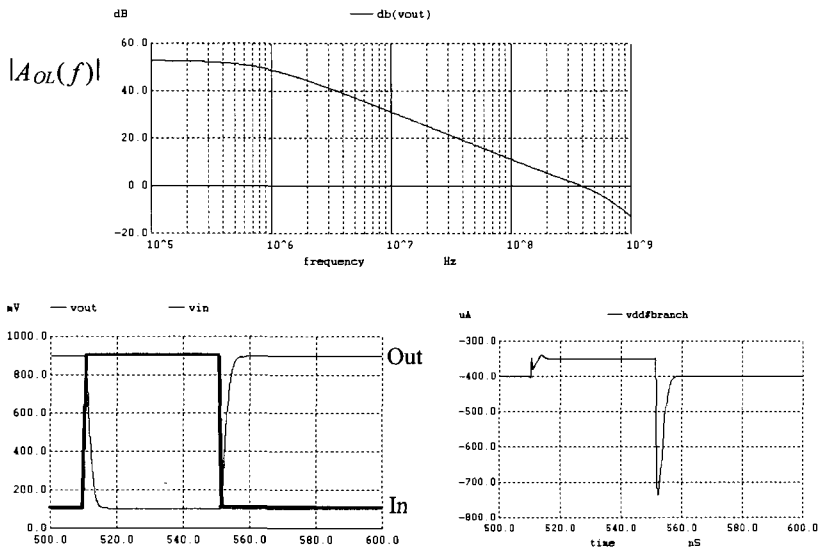 dB
db(vout)
|A_OL(f)|
60.0
40.0
20.0
0.0
-20.0
10^5
10^6
10^7
10^8
10^9
frequency
Hz
mV
vout
vin
1000.0
800.0
600.0
400.0
200.0
0.0
500.0
520.0
540.0
560.0
580.0
600.0
Out
In
uA
vdd#branch
-300.0
-400.0
-500.0
-600.0
-700.0
-800.0
500.0
520.0
540.0
560.0
580.0
600.0
time
nS